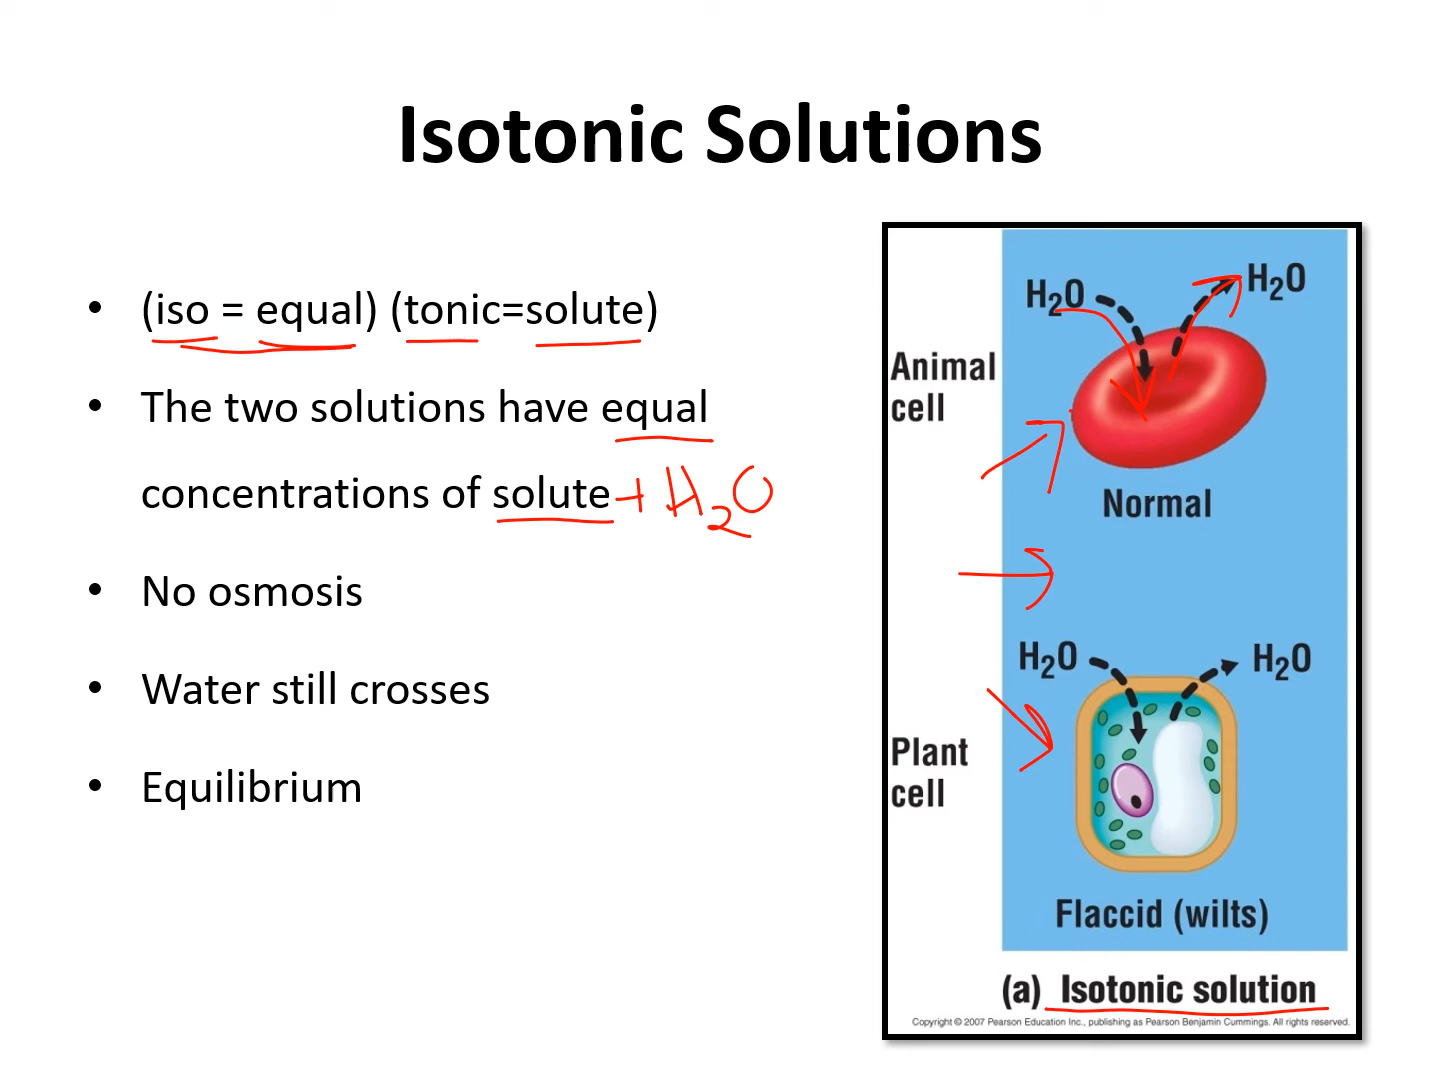 Isotonic Solutions
• (iso = equal) (tonic=solute)
• The two solutions have equal
concentrations of solute + H2O
• No osmosis
• Water still crosses
• Equilibrium
H2O H2O
Animal
cell
Normal
H2O H2O
Plant
cell
Flaccid (wilts)
(a) Isotonic solution
Copyright © 2007 Pearson Education Inc., publishing as Pearson Benjamin Cummings. All rights reserved.